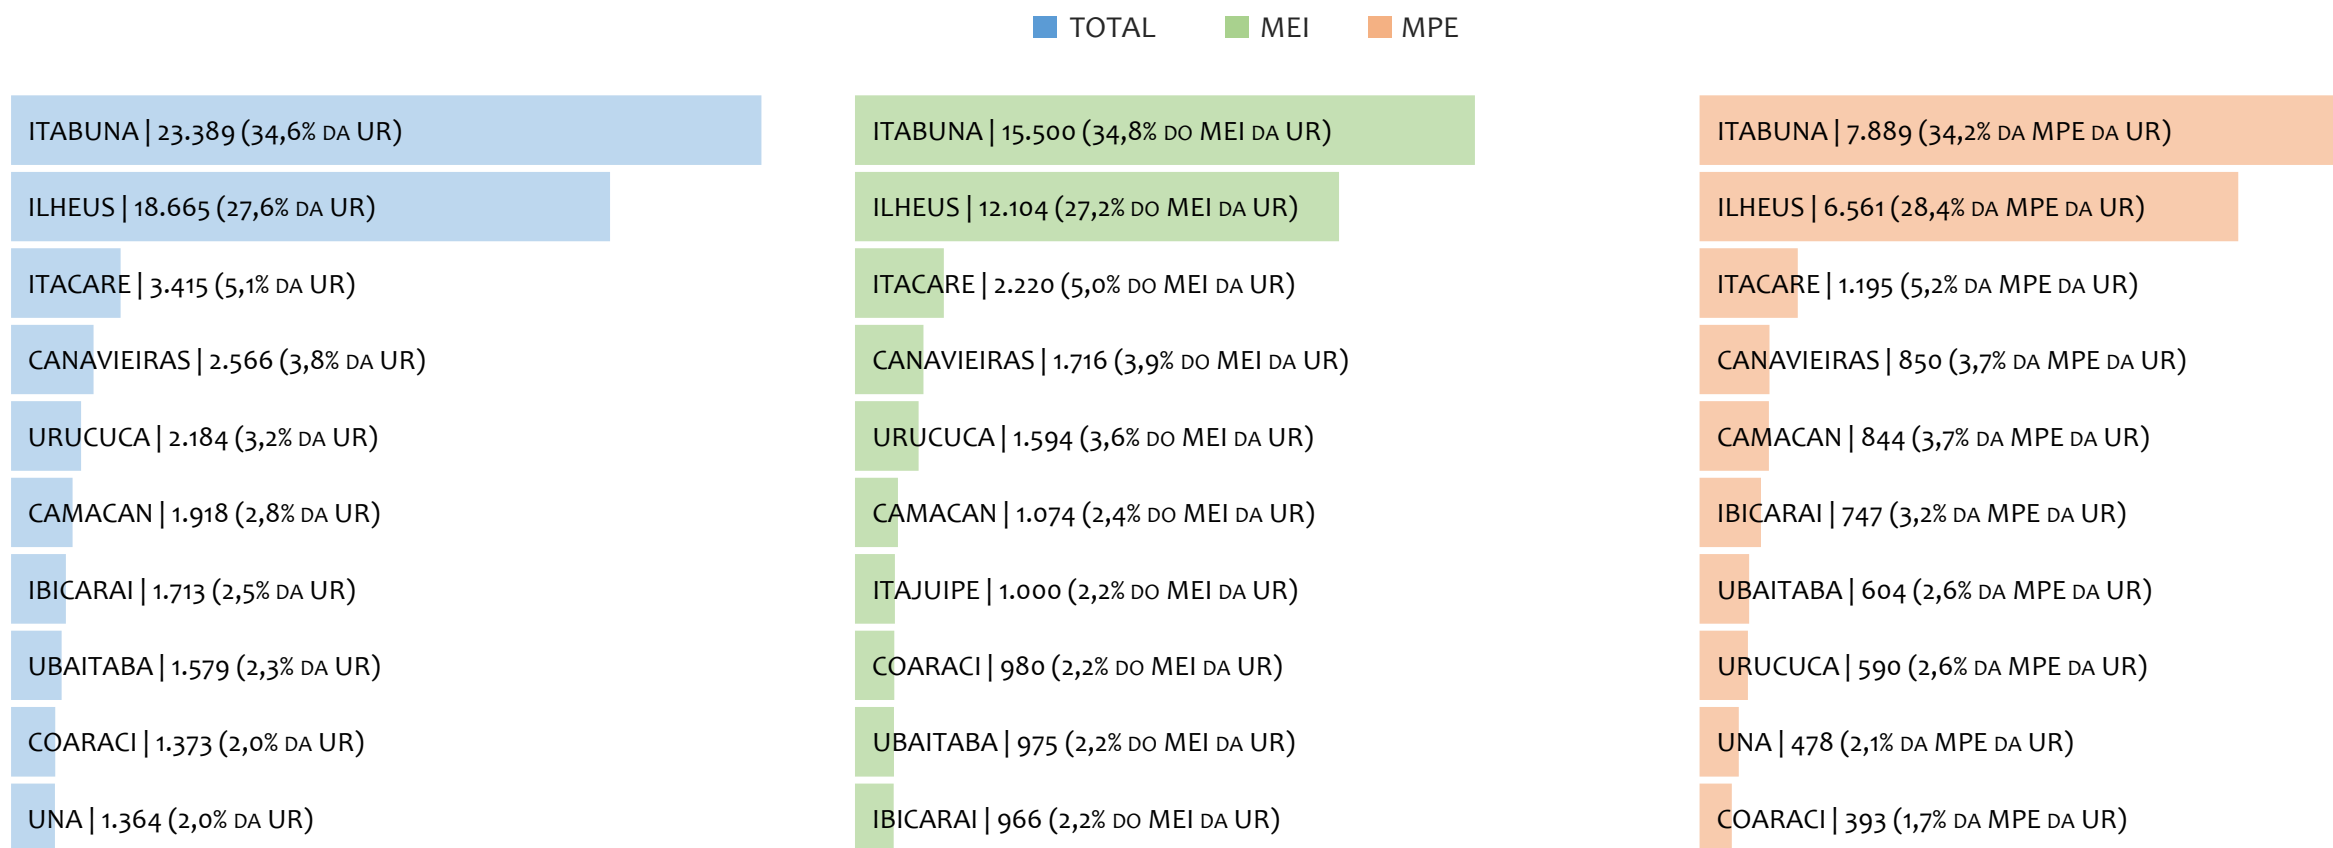 TOTAL MEI MPE
ITABUNA | 23.389 (34,6% DA UR)
ILHEUS | 18.665 (27,6% DA UR)
ITACARE | 3.415 (5,1% DA UR)
CANAVIEIRAS | 2.566 (3,8% DA UR)
URUCUCA | 2.184 (3,2% DA UR)
CAMACAN | 1.918 (2,8% DA UR)
IBICARAI | 1.713 (2,5% DA UR)
UBAITABA | 1.579 (2,3% DA UR)
COARACI | 1.373 (2,0% DA UR)
UNA | 1.364 (2,0% DA UR)
ITABUNA | 15.500 (34,8% DO MEI DA UR)
ILHEUS | 12.104 (27,2% DO MEI DA UR)
ITACARE | 2.220 (5,0% DO MEI DA UR)
CANAVIEIRAS | 1.716 (3,9% DO MEI DA UR)
URUCUCA | 1.594 (3,6% DO MEI DA UR)
CAMACAN | 1.074 (2,4% DO MEI DA UR)
ITAJUIPE | 1.000 (2,2% DO MEI DA UR)
COARACI | 980 (2,2% DO MEI DA UR)
UBAITABA | 975 (2,2% DO MEI DA UR)
IBICARAI | 966 (2,2% DO MEI DA UR)
ITABUNA | 7.889 (34,2% DA MPE DA UR)
ILHEUS | 6.561 (28,4% DA MPE DA UR)
ITACARE | 1.195 (5,2% DA MPE DA UR)
CANAVIEIRAS | 850 (3,7% DA MPE DA UR)
CAMACAN | 844 (3,7% DA MPE DA UR)
IBICARAI | 747 (3,2% DA MPE DA UR)
UBAITABA | 604 (2,6% DA MPE DA UR)
URUCUCA | 590 (2,6% DA MPE DA UR)
UNA | 478 (2,1% DA MPE DA UR)
COARACI | 393 (1,7% DA MPE DA UR)